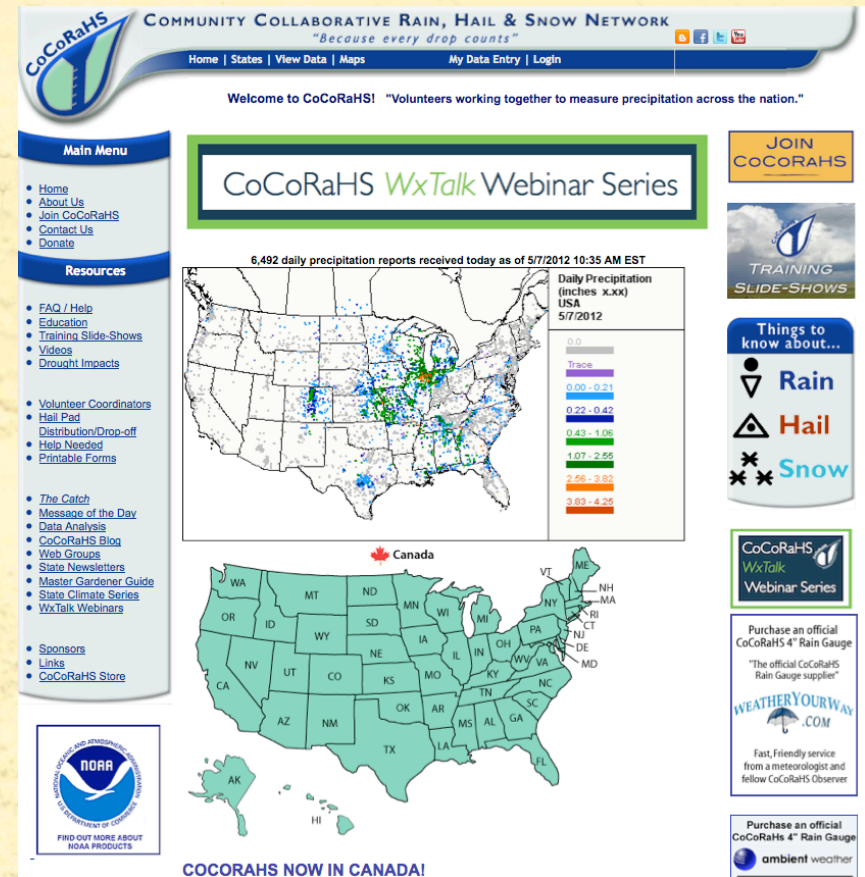 CoCoRaHS
COMMUNITY COLLABORATIVE RAIN, HAIL & SNOW NETWORK
"Because every drop counts"
Home | States | View Data | Maps My Data Entry | Login
Welcome to CoCoRaHS! "Volunteers working together to measure precipitation across the nation."
Main Menu
Home
About Us
Join CoCoRaHS
Contact Us
Donate
Resources
FAQ / Help
Education
Training Slide-Shows
Videos
Drought Impacts
Volunteer Coordinators
Hail Pad
Distribution/Drop-off
Help Needed
Printable Forms
The Catch
Message of the Day
Data Analysis
CoCoRaHS Blog
Web Groups
State Newsletters
Master Gardener Guide
State Climate Series
WxTalk Webinars
Sponsors
Links
CoCoRaHS Store
NATIONAL OCEANIC AND ATMOSPHERIC ADMINISTRATION
NOAA
U.S. DEPARTMENT OF COMMERCE
FIND OUT MORE ABOUT
NOAA PRODUCTS
CoCoRaHS WxTalk Webinar Series
6,492 daily precipitation reports received today as of 5/7/2012 10:35 AM EST
Daily Precipitation
(inches x.xx)
USA
5/7/2012
0.0
Trace
0.00 - 0.21
0.22 - 0.42
0.43 - 1.06
1.07 - 2.55
2.56 - 3.82
3.83 - 4.25
Canada
WA
MT
ND
MN
WI
MI
VT
ME
NH
MA
RI
CT
NJ
DE
MD
NY
PA
OR
ID
WY
SD
IA
NE
IL
IN
OH
WV
VA
NV
UT
CO
KS
MO
KY
NC
CA
TN
SC
AZ
NM
OK
AR
MS
AL
GA
TX
LA
FL
AK
HI
COCORAHS NOW IN CANADA!
JOIN
COCORAHS
CoCoRaHS
TRAINING
SLIDE-SHOWS
Things to
know about...
Rain
Hail
Snow
CoCoRaHS
WxTalk
Webinar Series
Purchase an official
CoCoRaHS 4" Rain Gauge
"The official CoCoRaHS
Rain Gauge supplier"
WEATHERYOURWAY
.COM
Fast, Friendly service
from a meteorologist and
fellow CoCoRaHS Observer
Purchase an official
CoCoRaHs 4" Rain Gauge
ambient weather